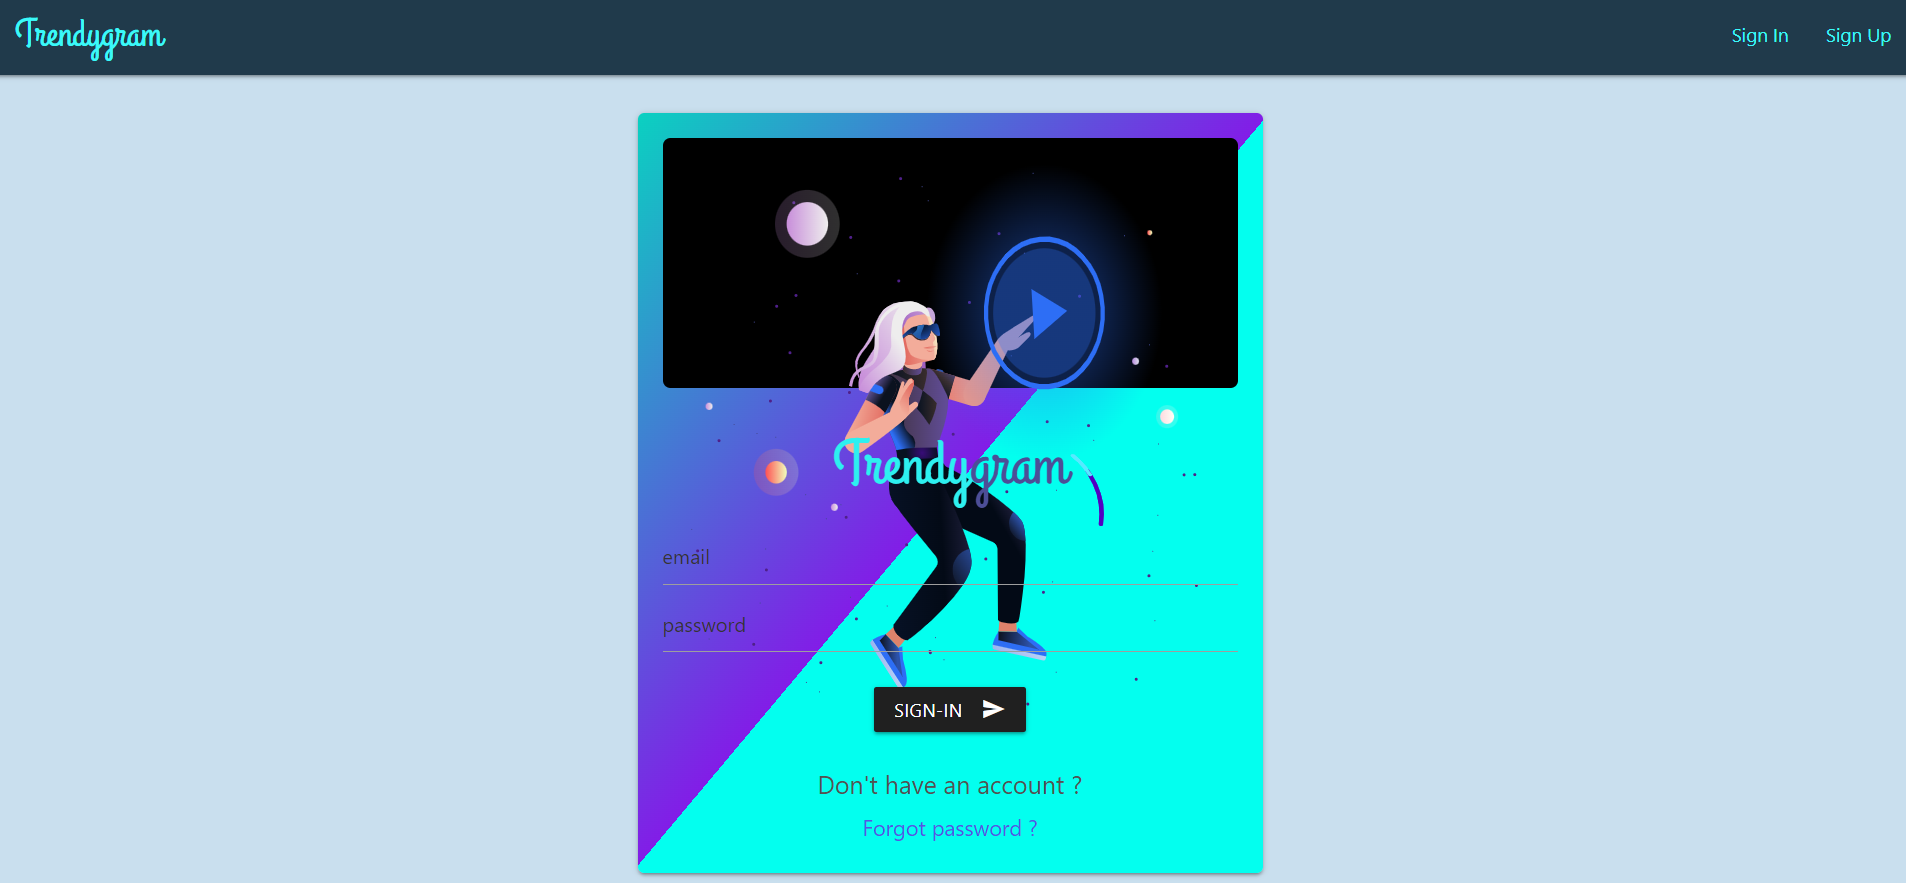 Trendygram
Sign In
Sign Up
Trendygram
email
password
SIGN-IN
Don't have an account ?
Forgot password ?